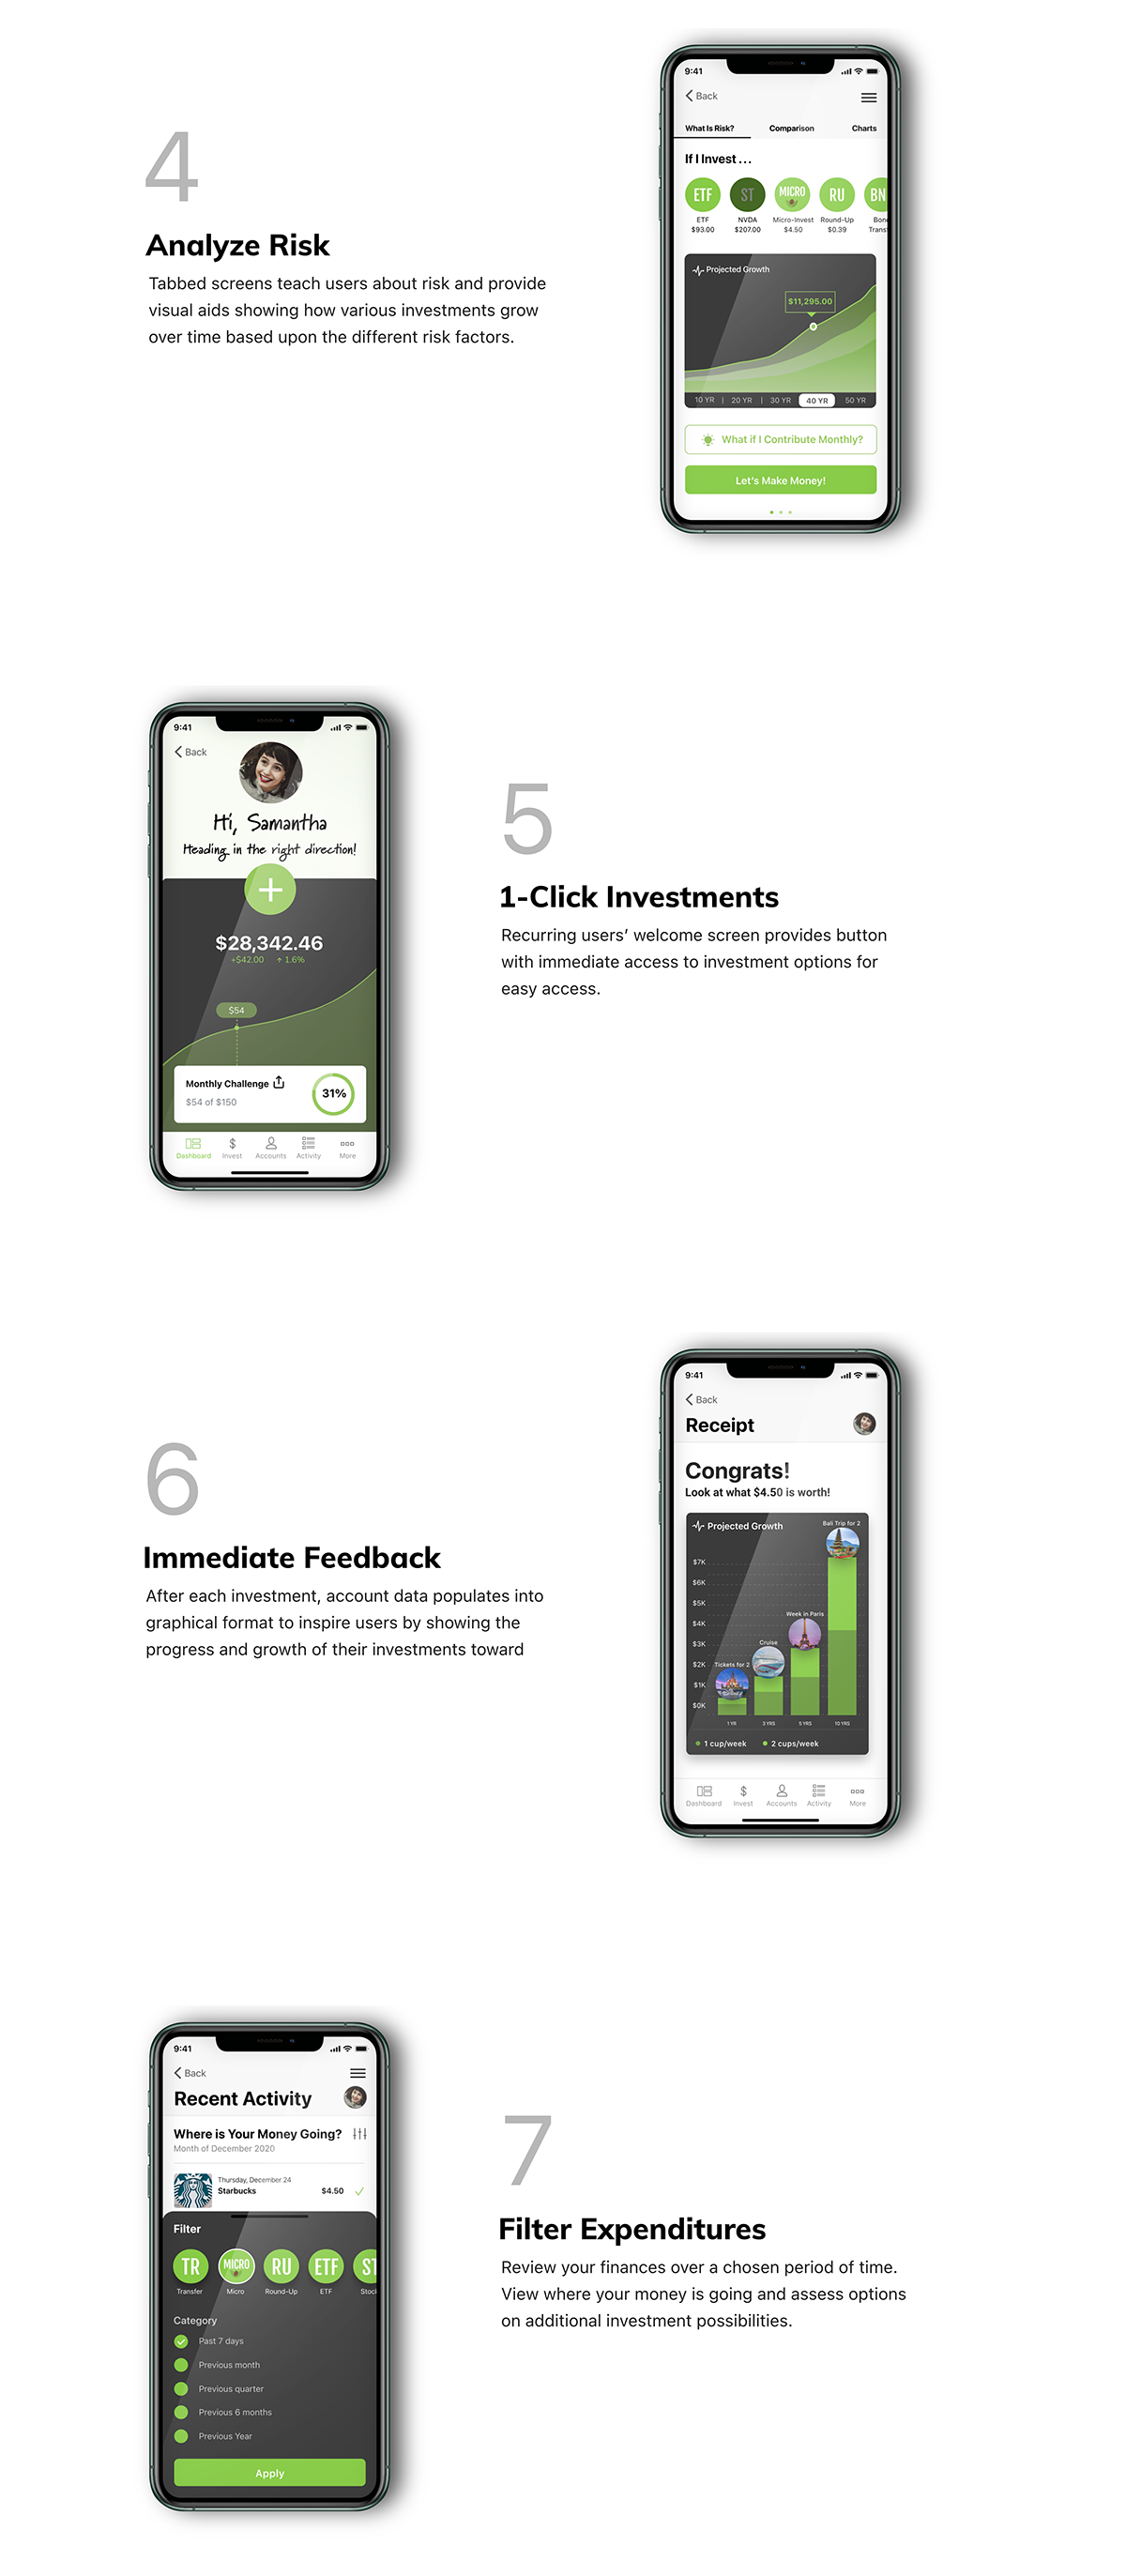 4
Analyze Risk
Tabbed screens teach users about risk and provide
visual aids showing how various investments grow
over time based upon the different risk factors.
9:41
Back
What Is Risk? Comparison Charts
If I Invest ...
ETF ST MICRO RU BN
ETF NVDA Micro-Invest Round-Up Bon
$93.00 $207.00 $4.50 $0.39 Trans
Projected Growth
$11,295.00
10 YR | 20 YR | 30 YR 40 YR 50 YR
What if I Contribute Monthly?
Let's Make Money!
9:41
Back
Hi, Samantha
Heading in the right direction!
+
$28,342.46
+$42.00 ↑ 1.6%
$54
Monthly Challenge
$54 of $150
31%
Dashboard Invest Accounts Activity More
5
1-Click Investments
Recurring users’ welcome screen provides button
with immediate access to investment options for
easy access.
6
Immediate Feedback
After each investment, account data populates into
graphical format to inspire users by showing the
progress and growth of their investments toward
9:41
Back
Receipt
Congrats!
Look at what $4.50 is worth!
Projected Growth
Bali Trip for 2
$7K
$6K
$5K
$4K
Week in Paris
$3K
Cruise
$2K
Tickets for 2
$1K
$0K
1 YR 3 YRS 5 YRS 10 YRS
1 cup/week 2 cups/week
Dashboard Invest Accounts Activity More
9:41
Back
Recent Activity
Where is Your Money Going?
Month of December 2020
Thursday, December 24
Starbucks $4.50
Filter
TR MICRO RU ETF ST
Transfer Micro Round-Up ETF Stoc
Category
Past 7 days
Previous month
Previous quarter
Previous 6 months
Previous Year
Apply
7
Filter Expenditures
Review your finances over a chosen period of time.
View where your money is going and assess options
on additional investment possibilities.